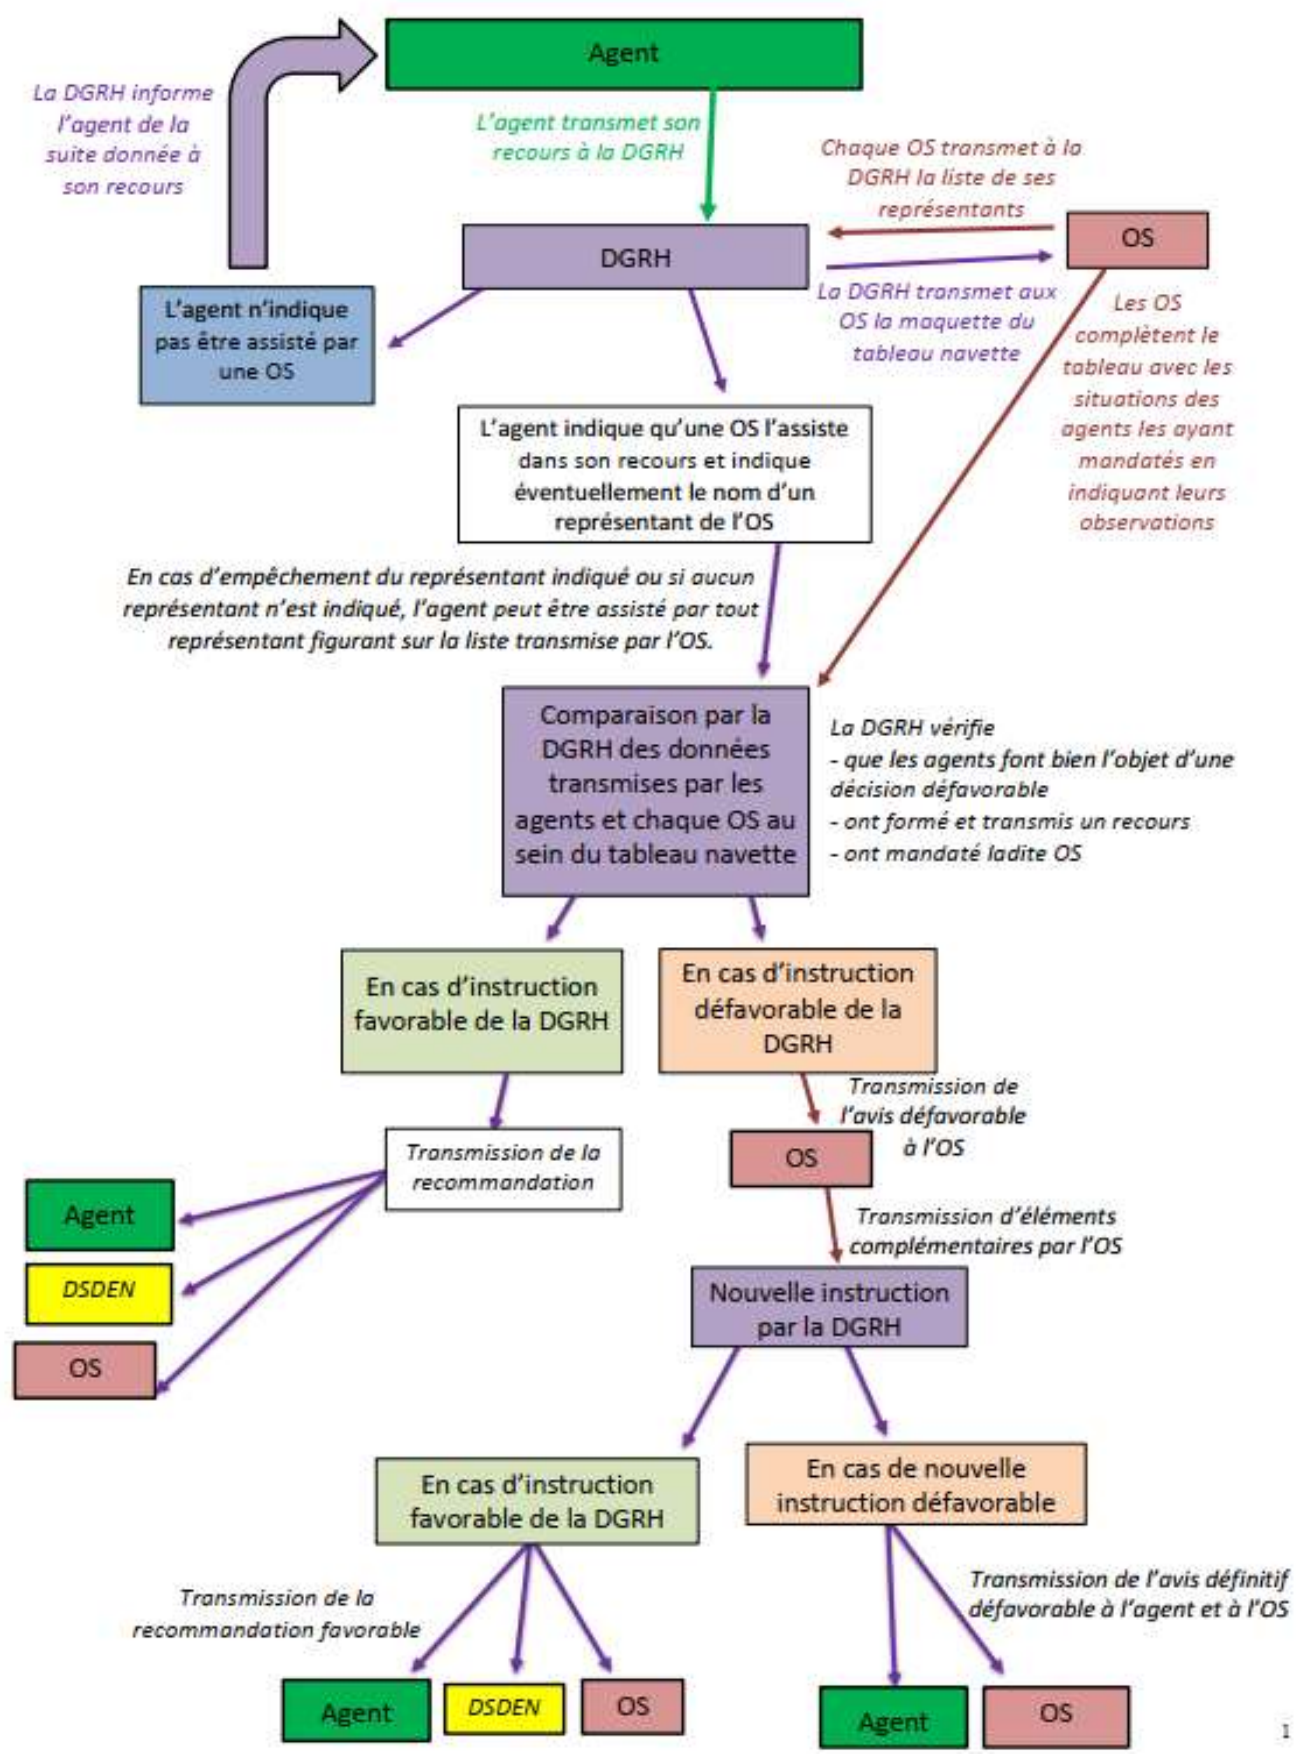 Agent
La DGRH informe
l'agent de la
suite donnée à
son recours
L'agent transmet son
recours à la DGRH
Chaque OS transmet à la
DGRH la liste de ses
représentants
OS
DGRH
La DGRH transmet aux
OS la maquette du
tableau navette
L'agent n'indique
pas être assisté par
une OS
Les OS
complètent le
tableau avec les
situations des
agents les ayant
mandatés en
indiquant leurs
observations
L'agent indique qu'une OS l'assiste
dans son recours et indique
éventuellement le nom d'un
représentant de l'OS
En cas d'empêchement du représentant indiqué ou si aucun
représentant n'est indiqué, l'agent peut être assisté par tout
représentant figurant sur la liste transmise par l'OS.
Comparaison par la
DGRH des données
transmises par les
agents et chaque OS au
sein du tableau navette
La DGRH vérifie
- que les agents font bien l'objet d'une
décision défavorable
- ont formé et transmis un recours
- ont mandaté ladite OS
En cas d'instruction
favorable de la DGRH
En cas d'instruction
défavorable de la
DGRH
Transmission de
l'avis défavorable
à l'OS
Transmission de la
recommandation
OS
Agent
DSDEN
OS
Transmission d'éléments
complémentaires par l'OS
Nouvelle instruction
par la DGRH
En cas d'instruction
favorable de la DGRH
En cas de nouvelle
instruction défavorable
Transmission de la
recommandation favorable
Transmission de l'avis définitif
défavorable à l'agent et à l'OS
Agent
DSDEN
OS
Agent
OS
1